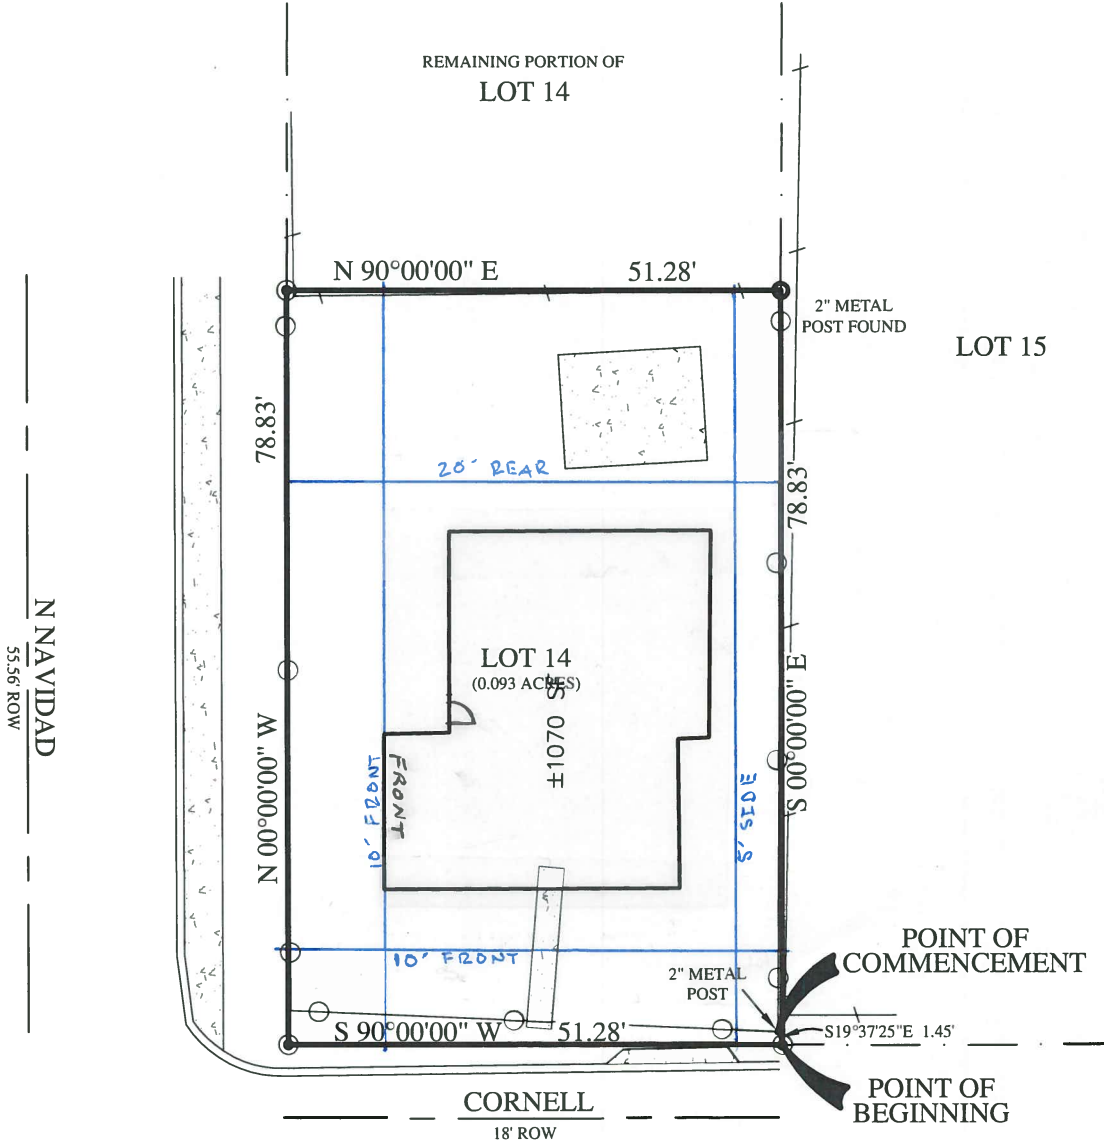 REMAINING PORTION OF
LOT 14
N 90°00'00" E
51.28'
2" METAL
POST FOUND
LOT 15
78.83'
20' REAR
78.83'
N NAVIDAD
55.56' ROW
LOT 14
(0.093 ACRES)
±1070 SF
S 00°00'00" E
N 00°00'00" W
10' FRONT
FRONT
5' SIDE
10' FRONT
POINT OF
COMMENCEMENT
2" METAL
POST
S19°37'25"E 1.45'
S 90°00'00" W
51.28'
POINT OF
BEGINNING
CORNELL
18' ROW